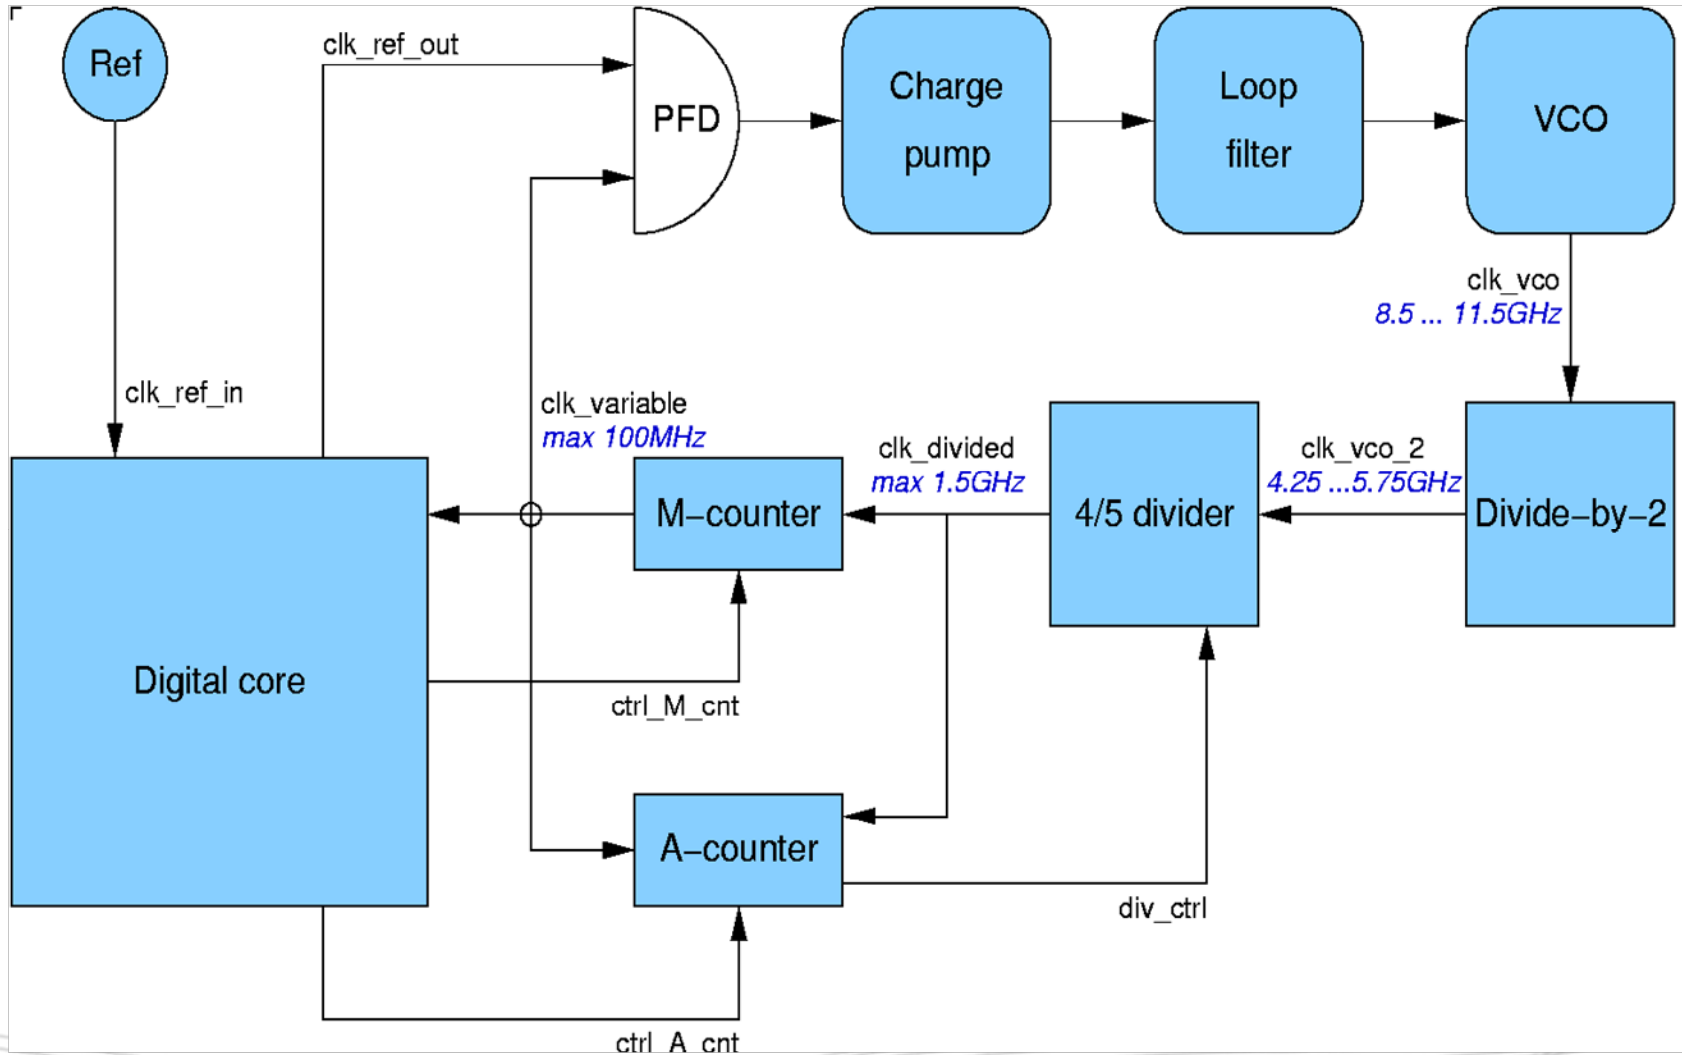 Ref
clk_ref_out
PFD
Charge
pump
Loop
filter
VCO
clk_vco
8.5 ... 11.5GHz
clk_ref_in
clk_variable
max 100MHz
clk_divided
max 1.5GHz
clk_vco_2
4.25 ...5.75GHz
M-counter
4/5 divider
Divide-by-2
Digital core
ctrl_M_cnt
A-counter
div_ctrl
ctrl_A_cnt